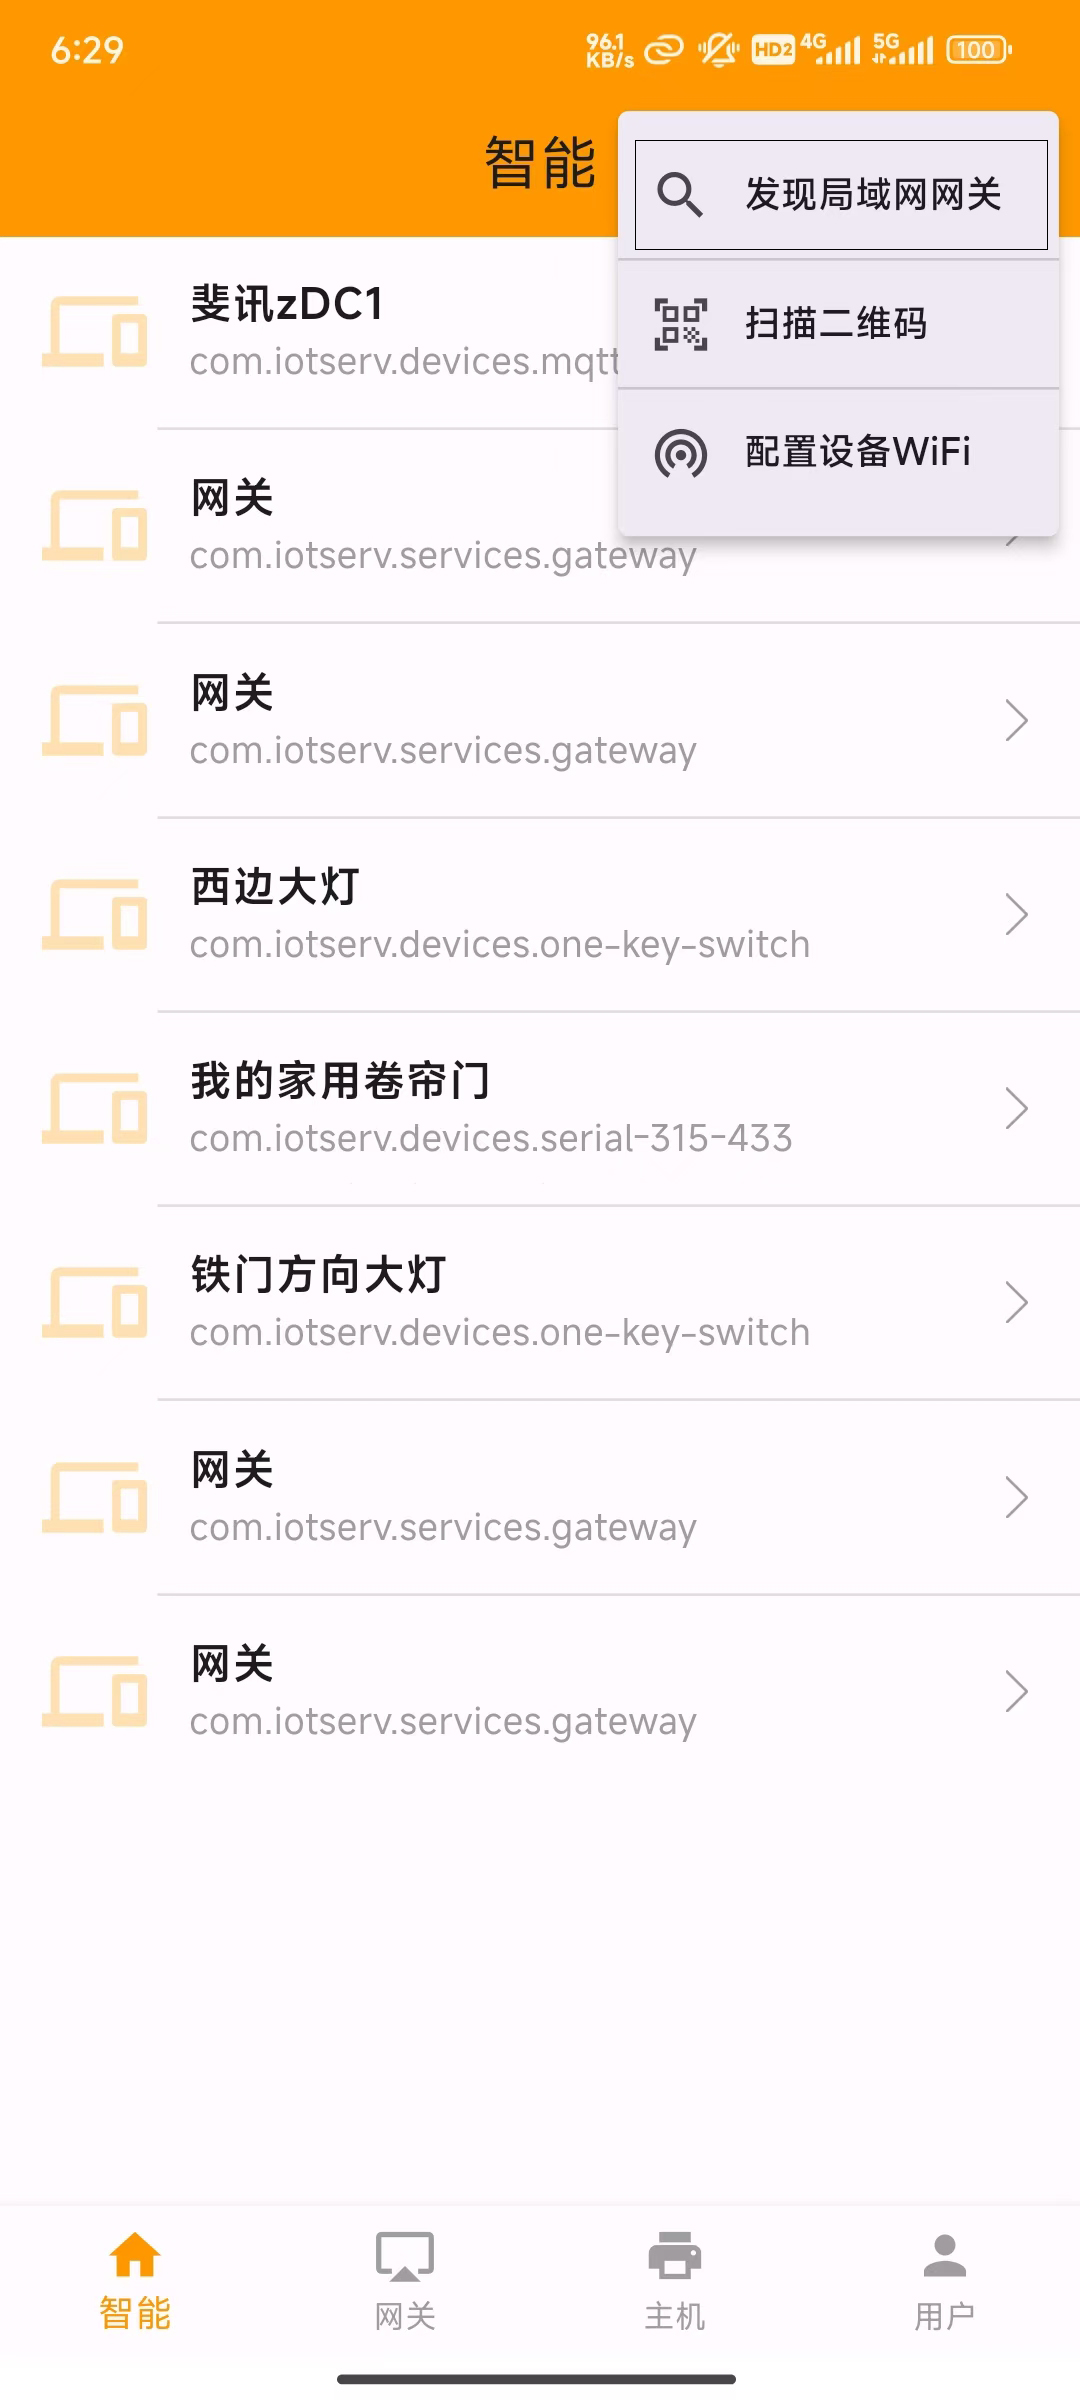 6:29
96.1
KB/s
HD2
4G
5G
100
智能
发现局域网网关
扫描二维码
配置设备WiFi
斐讯zDC1
com.iotserv.devices.mqtt
网关
com.iotserv.services.gateway
网关
com.iotserv.services.gateway
西边大灯
com.iotserv.devices.one-key-switch
我的家用卷帘门
com.iotserv.devices.serial-315-433
铁门方向大灯
com.iotserv.devices.one-key-switch
网关
com.iotserv.services.gateway
网关
com.iotserv.services.gateway
智能
网关
主机
用户